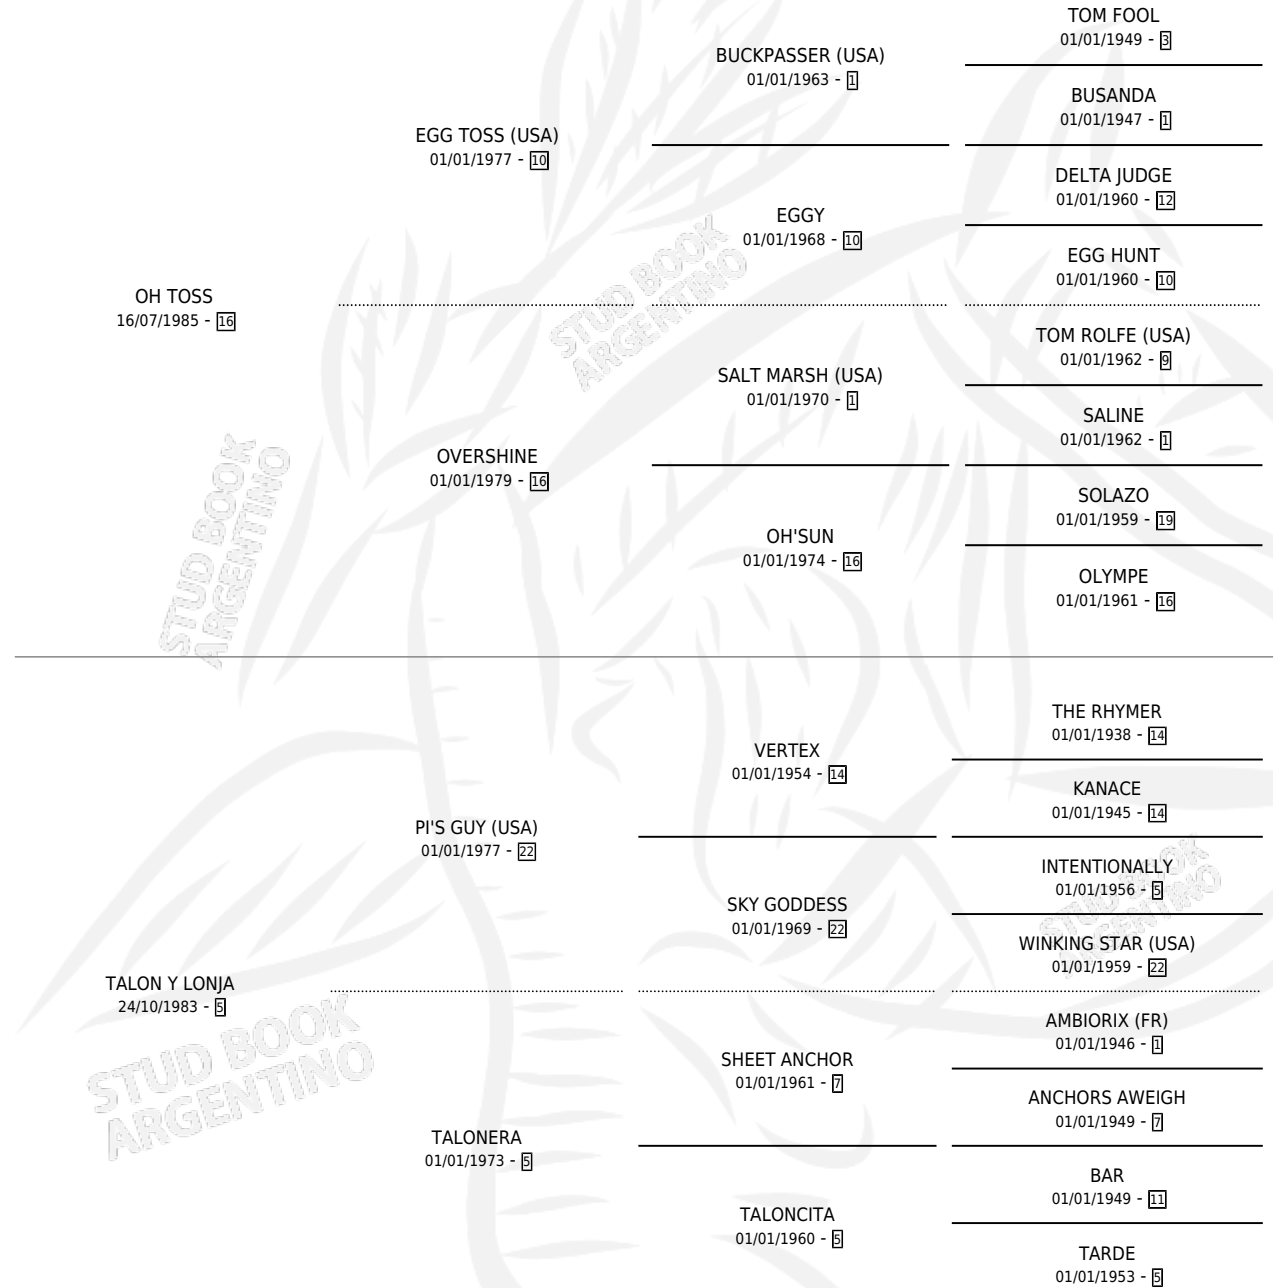 TOM FOOL
01/01/1949 - 3
BUCKPASSER (USA)
01/01/1963 - 1
BUSANDA
01/01/1947 - 1
EGG TOSS (USA)
01/01/1977 - 10
DELTA JUDGE
01/01/1960 - 12
EGGY
01/01/1968 - 10
EGG HUNT
01/01/1960 - 10
OH TOSS
16/07/1985 - 16
TOM ROLFE (USA)
01/01/1962 - 9
SALT MARSH (USA)
01/01/1970 - 1
SALINE
01/01/1962 - 1
OVERSHINE
01/01/1979 - 16
SOLAZO
01/01/1959 - 19
OH'SUN
01/01/1974 - 16
OLYMPE
01/01/1961 - 16
THE RHYMER
01/01/1938 - 14
VERTEX
01/01/1954 - 14
KANACE
01/01/1945 - 14
PI'S GUY (USA)
01/01/1977 - 22
INTENTIONALLY
01/01/1956 - 5
SKY GODDESS
01/01/1969 - 22
WINKING STAR (USA)
01/01/1959 - 22
TALON Y LONJA
24/10/1983 - 5
AMBIORIX (FR)
01/01/1946 - 1
SHEET ANCHOR
01/01/1961 - 7
ANCHORS AWEIGH
01/01/1949 - 7
TALONERA
01/01/1973 - 5
BAR
01/01/1949 - 11
TALONCITA
01/01/1960 - 5
TARDE
01/01/1953 - 5
STUD BOOK
ARGENTINO
STUD BOOK
ARGENTINO
STUD BOOK
ARGENTINO
STUD BOOK
ARGENTINO